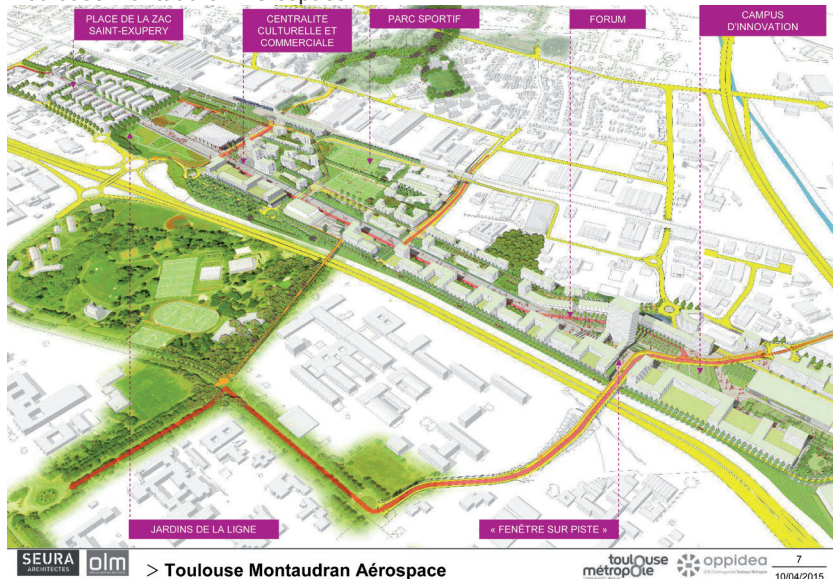 PLACE DE LA ZAC
SAINT-EXUPERY
CENTRALITE
CULTURELLE ET
COMMERCIALE
PARC SPORTIF
FORUM
CAMPUS
D'INNOVATION
JARDINS DE LA LIGNE
« FENÊTRE SUR PISTE »
SEURA
ARCHITECTES
olm
> Toulouse Montaudran Aérospace
toulOuse
métropOle
oppidea
7
10/04/2015